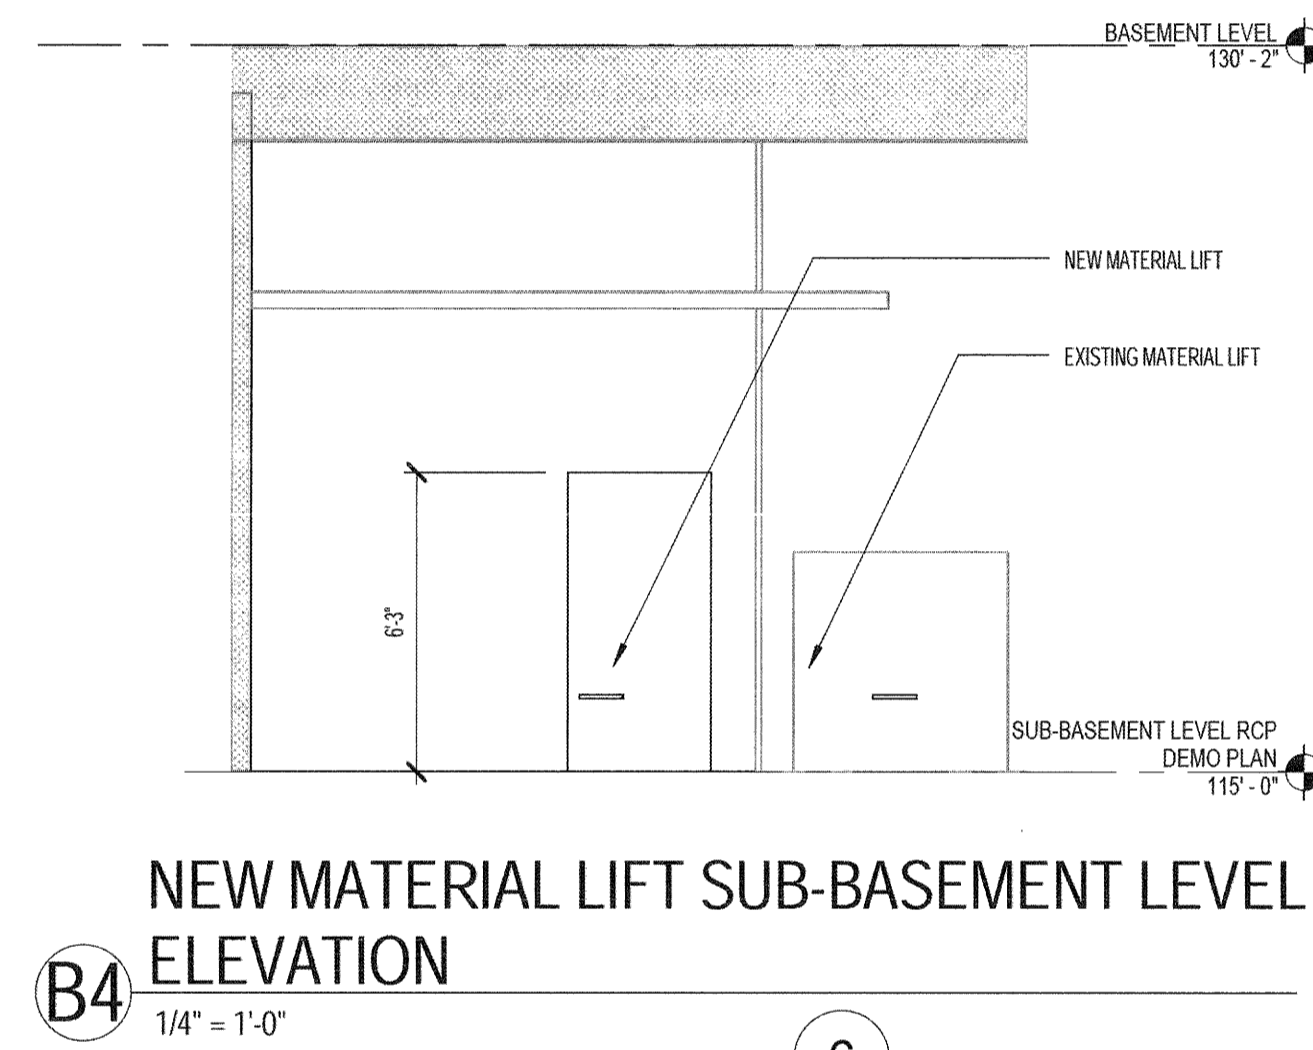 BASEMENT LEVEL
130' - 2"
NEW MATERIAL LIFT
EXISTING MATERIAL LIFT
6'-3"
SUB-BASEMENT LEVEL RCP
DEMO PLAN
115' - 0"
NEW MATERIAL LIFT SUB-BASEMENT LEVEL
ELEVATION
B4
1/4" = 1'-0"